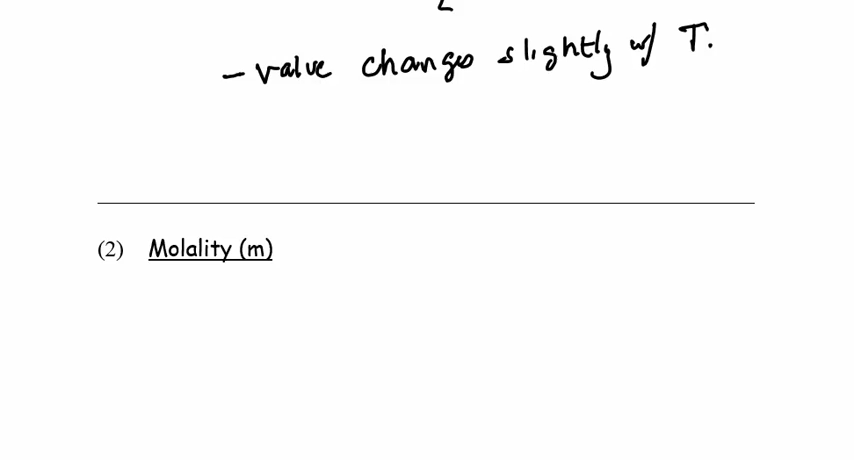 – value changes slightly w/ T.
(2) Molality (m)